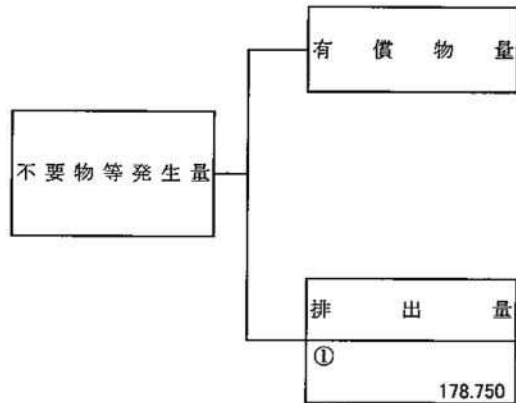 有償物量
不要物等発生量
排出量
①
178.750